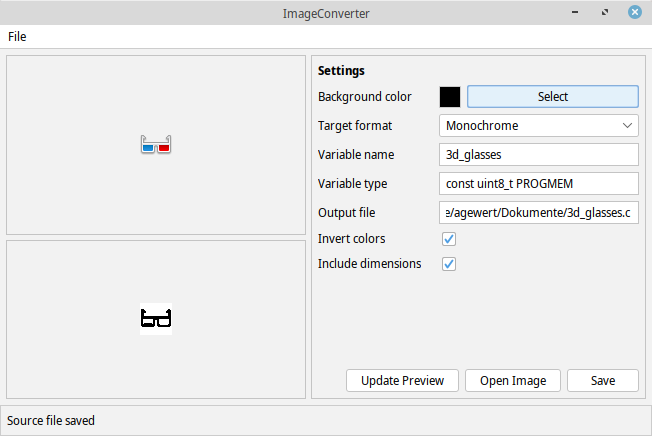 ImageConverter
File
Settings
Background color
Select
Target format
Monochrome
Variable name
3d_glasses
Variable type
const uint8_t PROGMEM
Output file
e/agewert/Dokumente/3d_glasses.c
Invert colors
Include dimensions
Update Preview
Open Image
Save
Source file saved